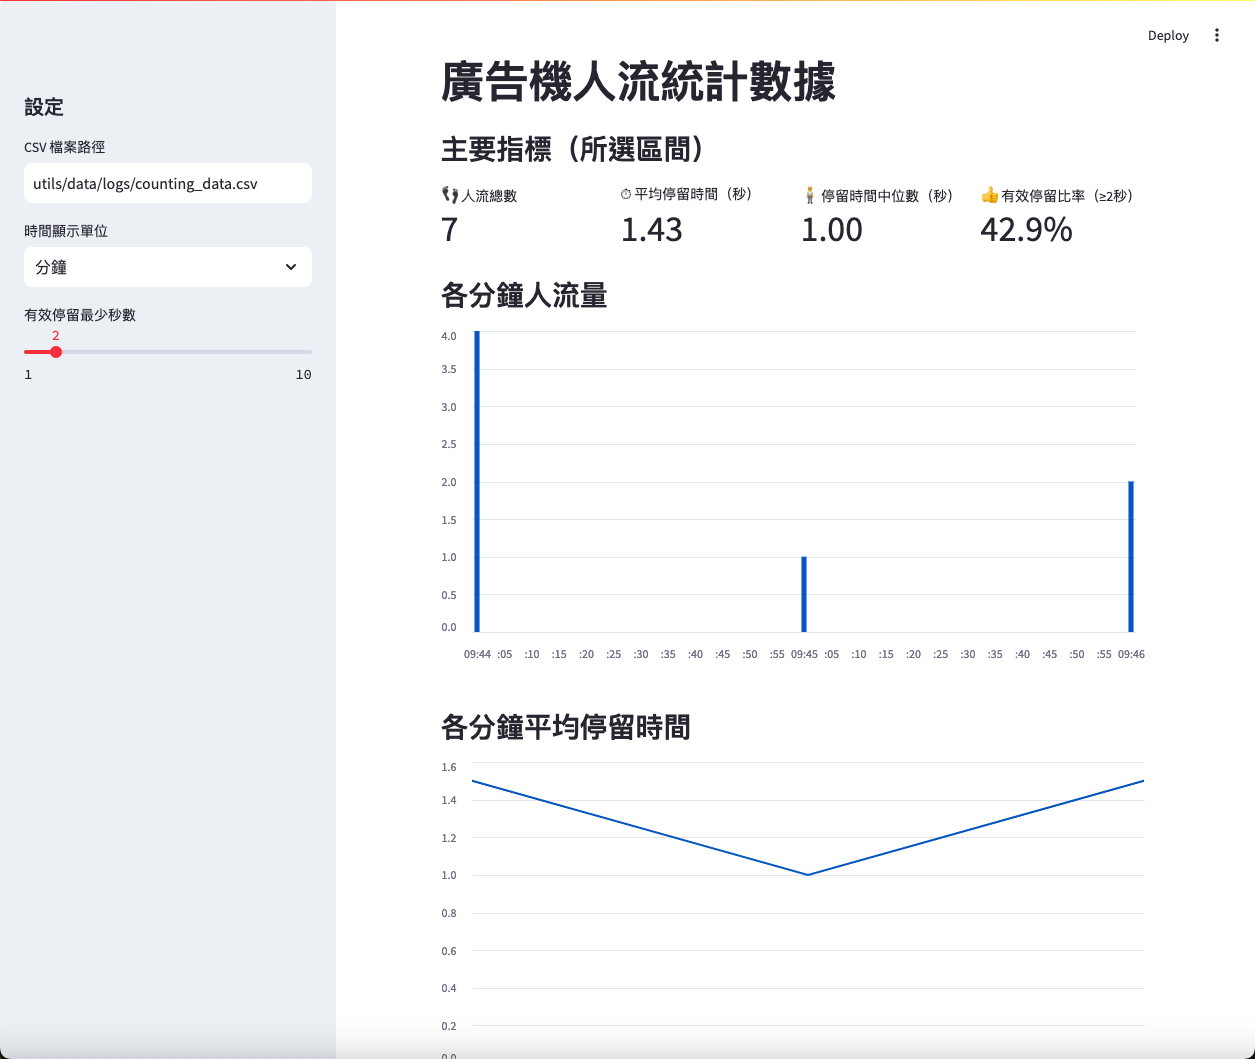 Deploy
設定
CSV 檔案路徑
utils/data/logs/counting_data.csv
時間顯示單位
分鐘
有效停留最少秒數
2
1 10
廣告機人流統計數據
主要指標（所選區間）
👣 人流總數 ⏱ 平均停留時間（秒） 🧍 停留時間中位數（秒） 👍 有效停留比率（≥2秒）
7 1.43 1.00 42.9%
各分鐘人流量
4.0
3.5
3.0
2.5
2.0
1.5
1.0
0.5
0.0
09:44 :05 :10 :15 :20 :25 :30 :35 :40 :45 :50 :55 09:45 :05 :10 :15 :20 :25 :30 :35 :40 :45 :50 :55 09:46
各分鐘平均停留時間
1.6
1.4
1.2
1.0
0.8
0.6
0.4
0.2
0.0